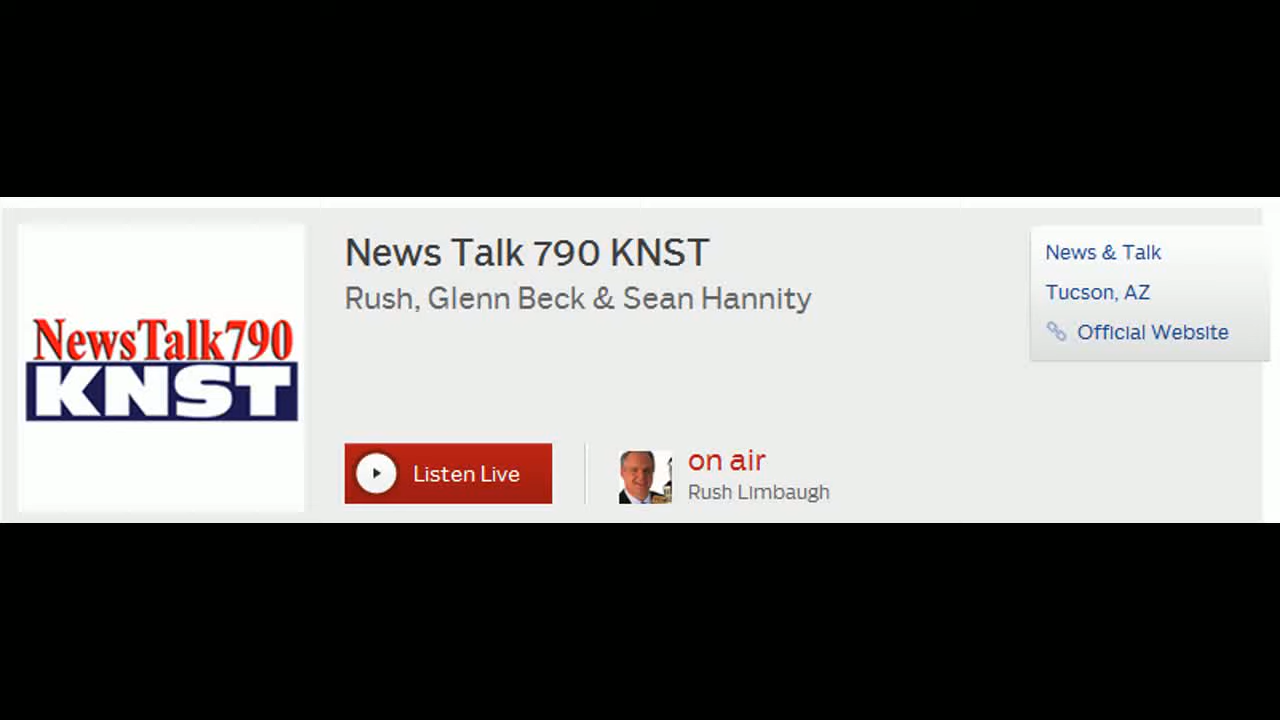 NewsTalk790
KNST
News Talk 790 KNST
Rush, Glenn Beck & Sean Hannity
Listen Live
on air
Rush Limbaugh
News & Talk
Tucson, AZ
Official Website